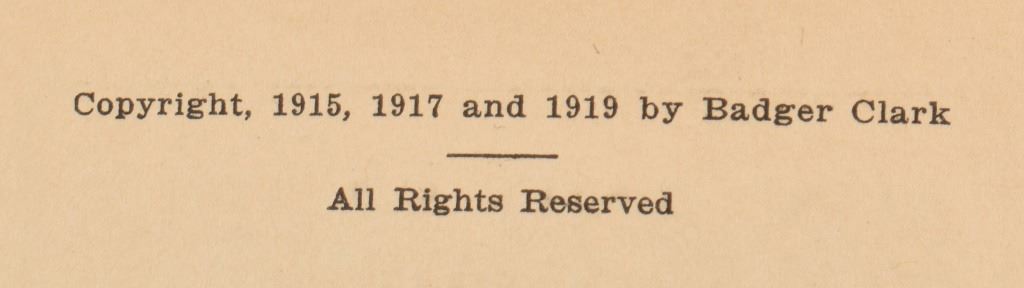 Copyright, 1915, 1917 and 1919 by Badger Clark
All Rights Reserved